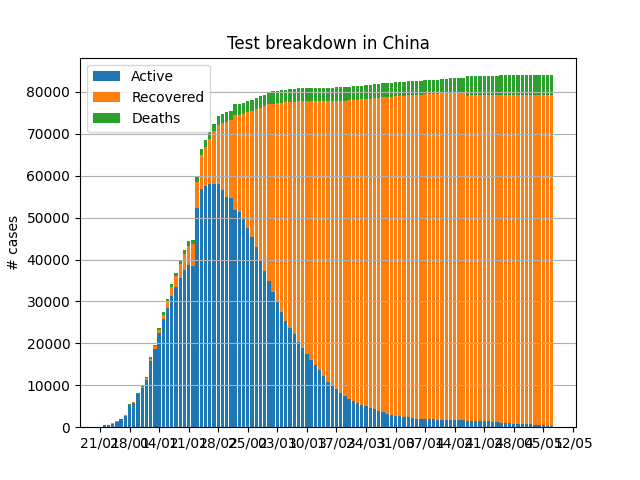 Test breakdown in China
Active
Recovered
Deaths
80000
70000
60000
50000
40000
30000
20000
10000
0
# cases
21/01 28/01 04/02 11/02 18/02 25/02 03/03 10/03 17/03 24/03 31/03 07/04 14/04 21/04 28/04 05/05 12/05